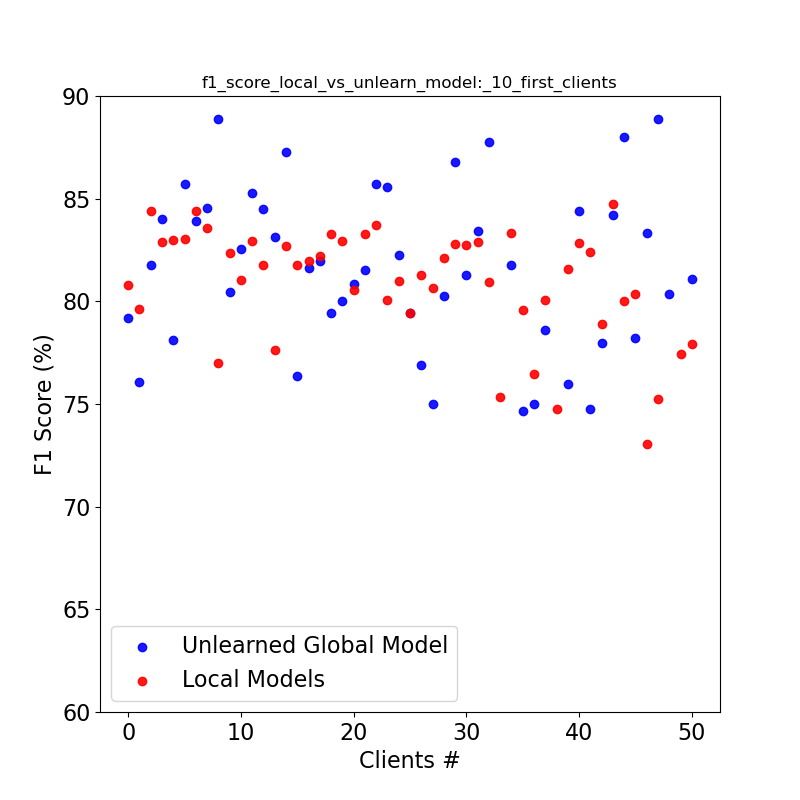 f1_score_local_vs_unlearn_model:_10_first_clients
90
85
80
75
70
65
60
F1 Score (%)
Unlearned Global Model
Local Models
0 10 20 30 40 50
Clients #